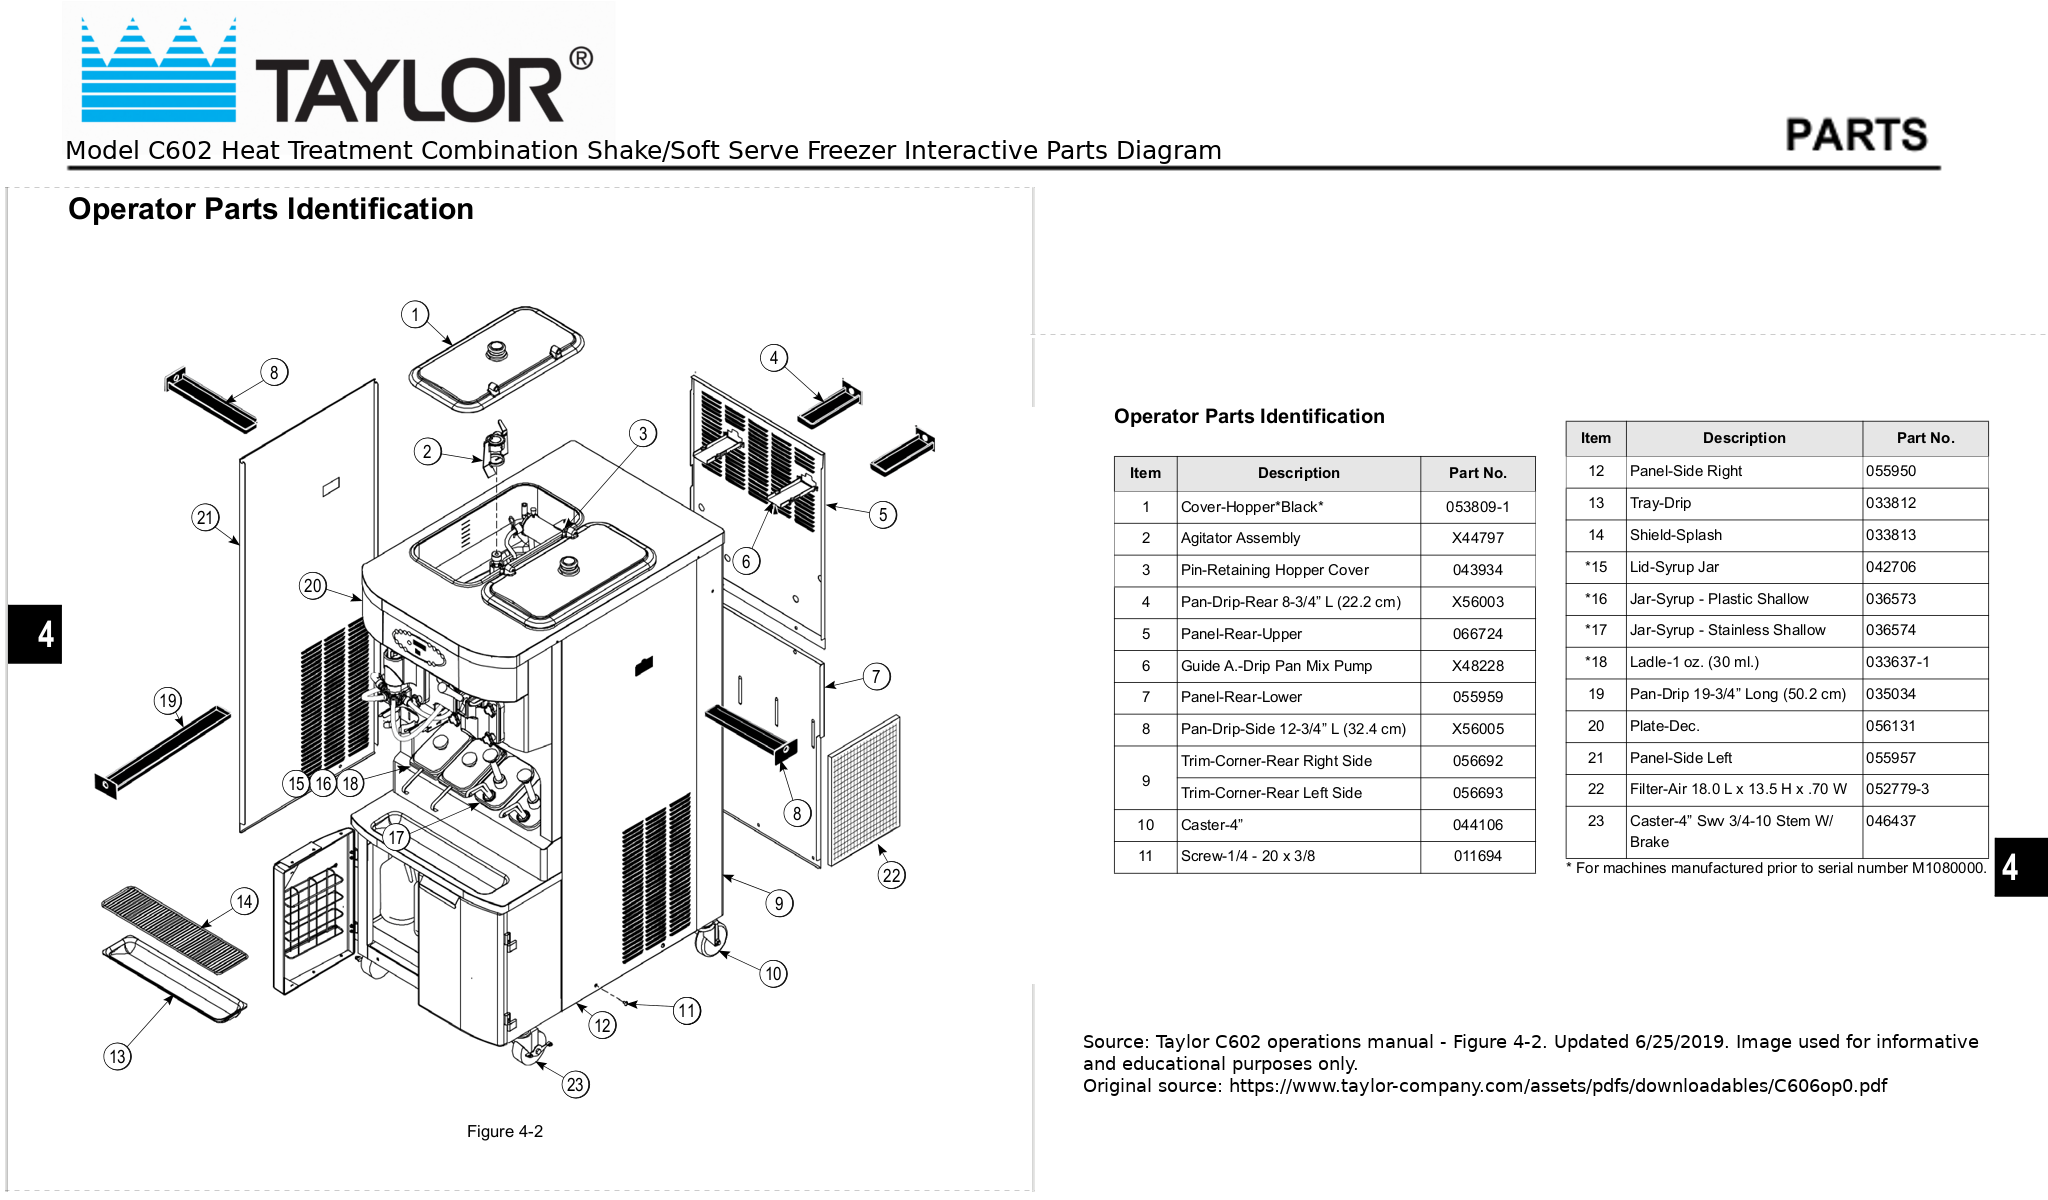 TAYLOR®
Model C602 Heat Treatment Combination Shake/Soft Serve Freezer Interactive Parts Diagram
PARTS
Operator Parts Identification
1
8
4
2
3
21
5
6
20
7
19
15 16 18
17
8
22
14
9
10
11
12
13
23
4
Figure 4-2
Operator Parts Identification
Item Description Part No.
1 Cover-Hopper*Black* 053809-1
2 Agitator Assembly X44797
3 Pin-Retaining Hopper Cover 043934
4 Pan-Drip-Rear 8-3/4” L (22.2 cm) X56003
5 Panel-Rear-Upper 066724
6 Guide A.-Drip Pan Mix Pump X48228
7 Panel-Rear-Lower 055959
8 Pan-Drip-Side 12-3/4” L (32.4 cm) X56005
9 Trim-Corner-Rear Right Side 056692
Trim-Corner-Rear Left Side 056693
10 Caster-4” 044106
11 Screw-1/4 - 20 x 3/8 011694
Item Description Part No.
12 Panel-Side Right 055950
13 Tray-Drip 033812
14 Shield-Splash 033813
*15 Lid-Syrup Jar 042706
*16 Jar-Syrup - Plastic Shallow 036573
*17 Jar-Syrup - Stainless Shallow 036574
*18 Ladle-1 oz. (30 ml.) 033637-1
19 Pan-Drip 19-3/4” Long (50.2 cm) 035034
20 Plate-Dec. 056131
21 Panel-Side Left 055957
22 Filter-Air 18.0 L x 13.5 H x .70 W 052779-3
23 Caster-4” Swv 3/4-10 Stem W/ 046437
Brake
* For machines manufactured prior to serial number M1080000.
4
Source: Taylor C602 operations manual - Figure 4-2. Updated 6/25/2019. Image used for informative
and educational purposes only.
Original source: https://www.taylor-company.com/assets/pdfs/downloadables/C606op0.pdf